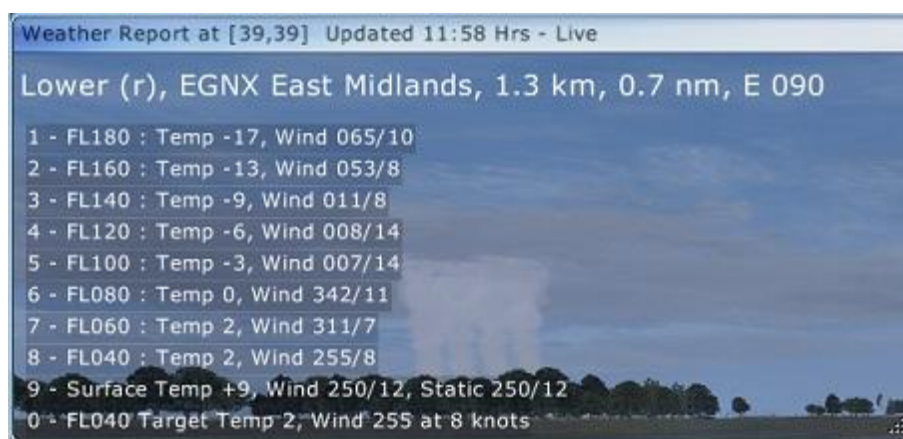 Weather Report at [39,39] Updated 11:58 Hrs - Live
Lower (r), EGNX East Midlands, 1.3 km, 0.7 nm, E 090
1 - FL180 : Temp -17, Wind 065/10
2 - FL160 : Temp -13, Wind 053/8
3 - FL140 : Temp -9, Wind 011/8
4 - FL120 : Temp -6, Wind 008/14
5 - FL100 : Temp -3, Wind 007/14
6 - FL080 : Temp 0, Wind 342/11
7 - FL060 : Temp 2, Wind 311/7
8 - FL040 : Temp 2, Wind 255/8
9 - Surface Temp +9, Wind 250/12, Static 250/12
0 - FL040 Target Temp 2, Wind 255 at 8 knots